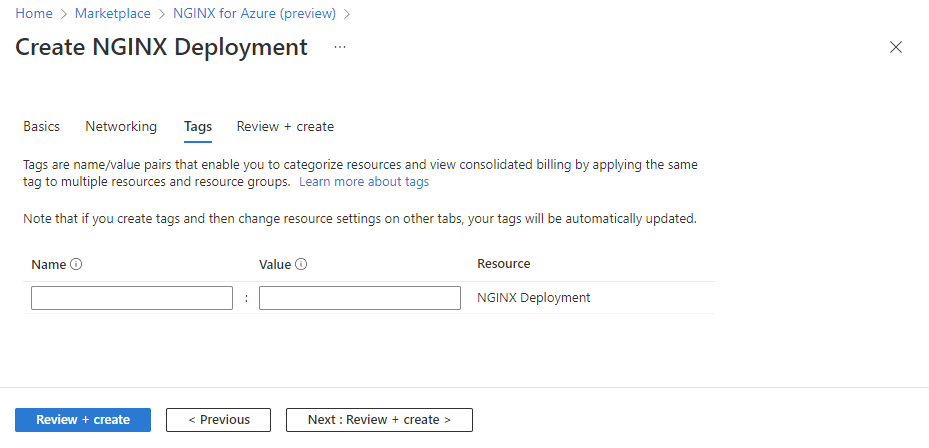 Home > Marketplace > NGINX for Azure (preview) >
Create NGINX Deployment ...
Basics Networking Tags Review + create
Tags are name/value pairs that enable you to categorize resources and view consolidated billing by applying the same
tag to multiple resources and resource groups. Learn more about tags
Note that if you create tags and then change resource settings on other tabs, your tags will be automatically updated.
Name Value Resource
: NGINX Deployment
Review + create < Previous Next : Review + create >